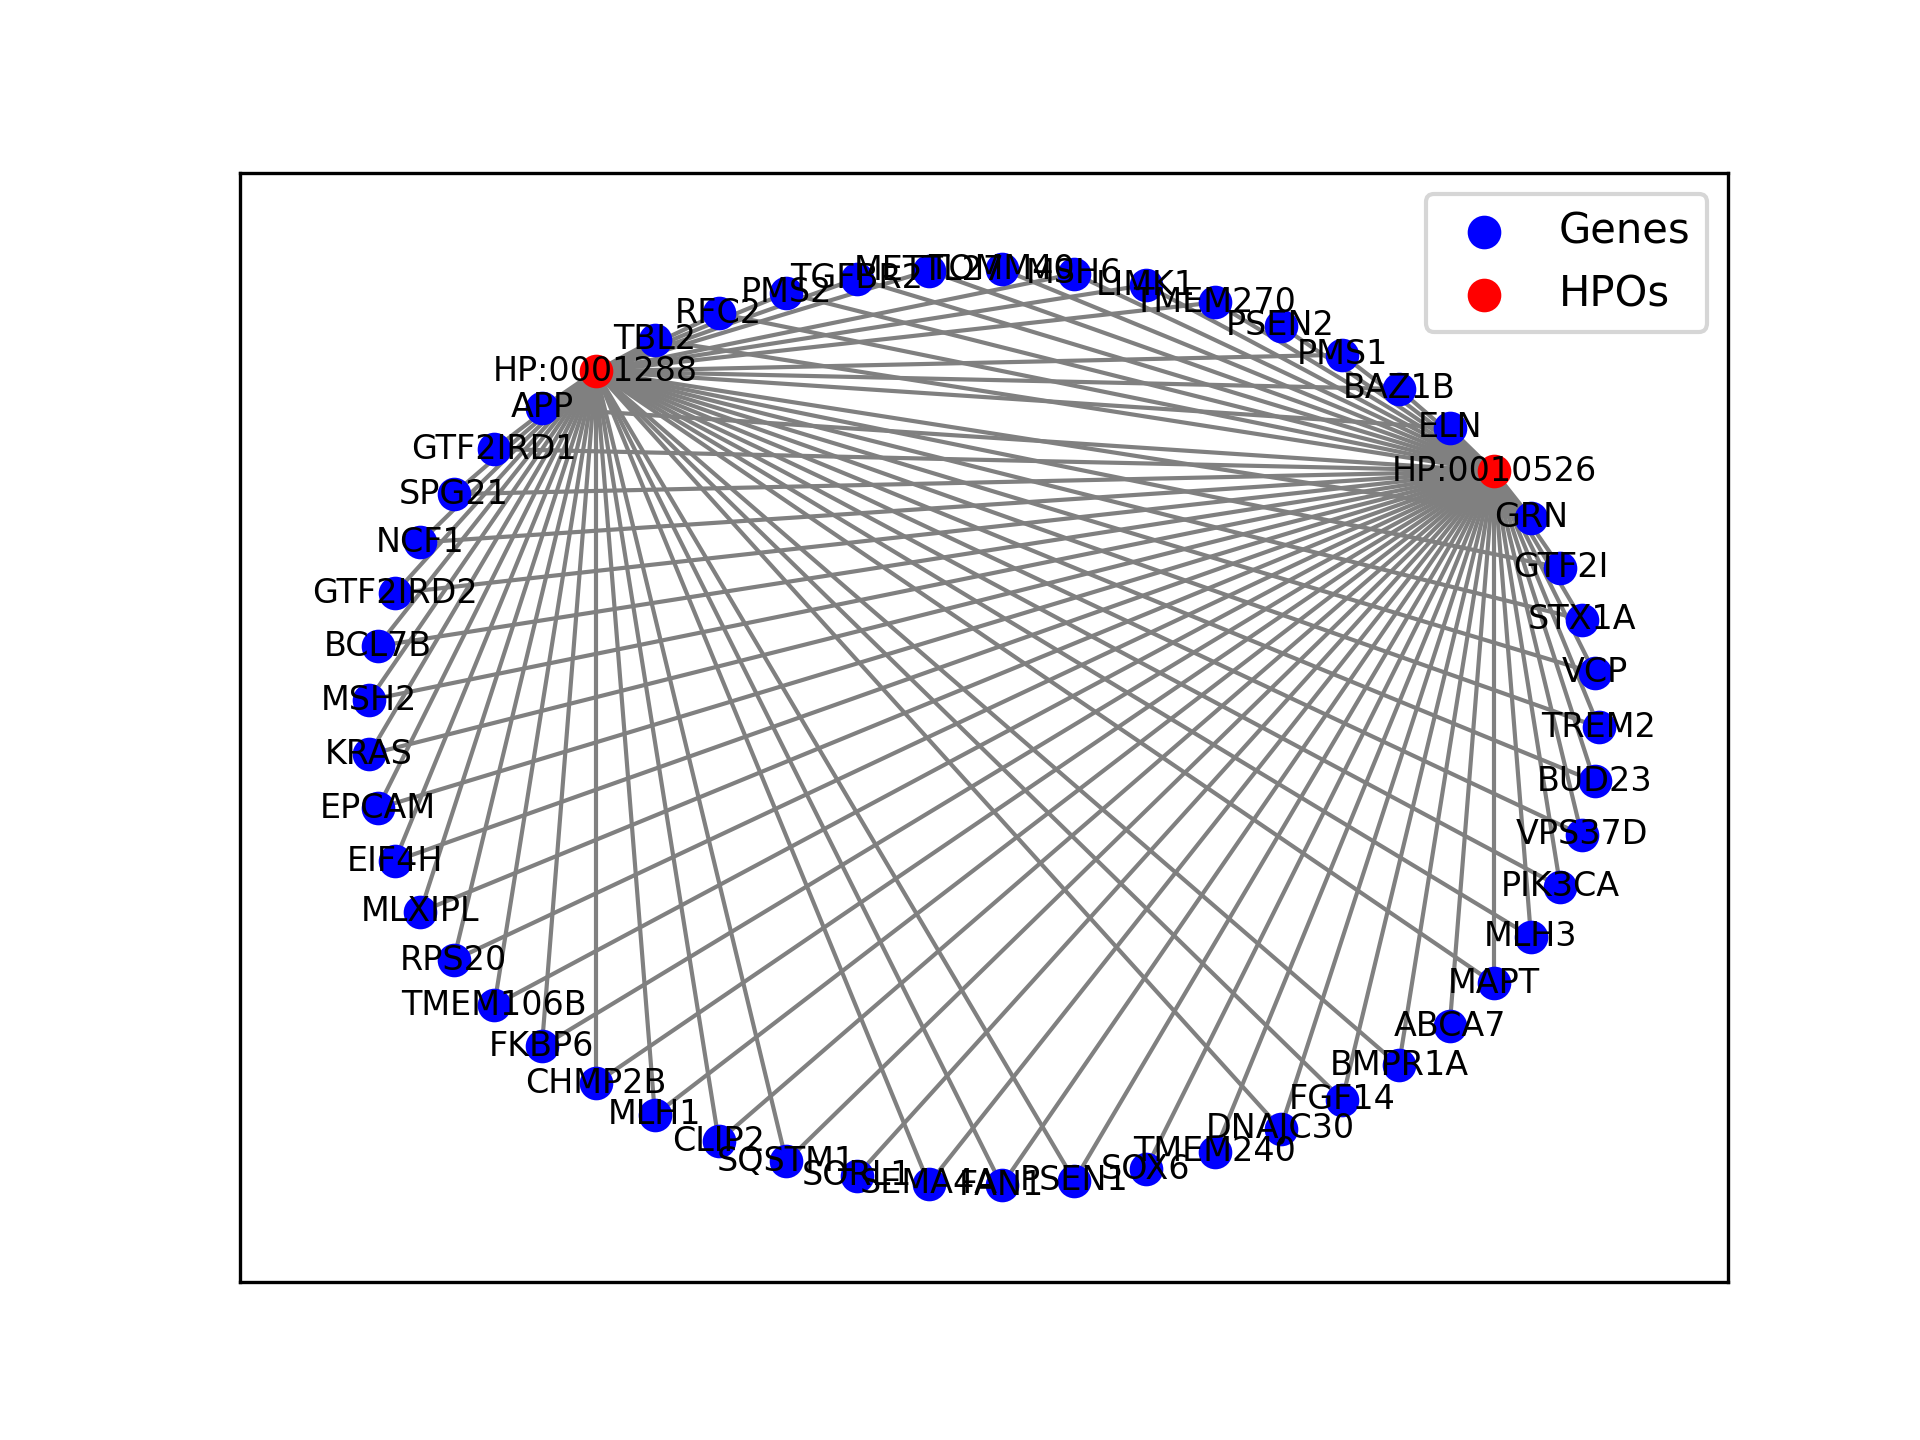 Genes
HPOs
TOMM40
METTL27
MSH6
TGFBR2
LIMK1
PMS2
TMEM270
RFC2
PSEN2
TBL2
PMS1
HP:0001288
BAZ1B
APP
ELN
GTF2IRD1
HP:0010526
SPG21
GRN
NCF1
GTF2I
GTF2IRD2
STX1A
BCL7B
VCP
MSH2
TREM2
KRAS
BUD23
EPCAM
VPS37D
EIF4H
PIK3CA
MLXIPL
MLH3
RPS20
MAPT
TMEM106B
ABCA7
FKBP6
BMPR1A
CHMP2B
FGF14
MLH1
DNAJC30
CLIP2
TMEM240
SQSTM1
SOX6
SORL1
PSEN1
SEMA4A
FAN1